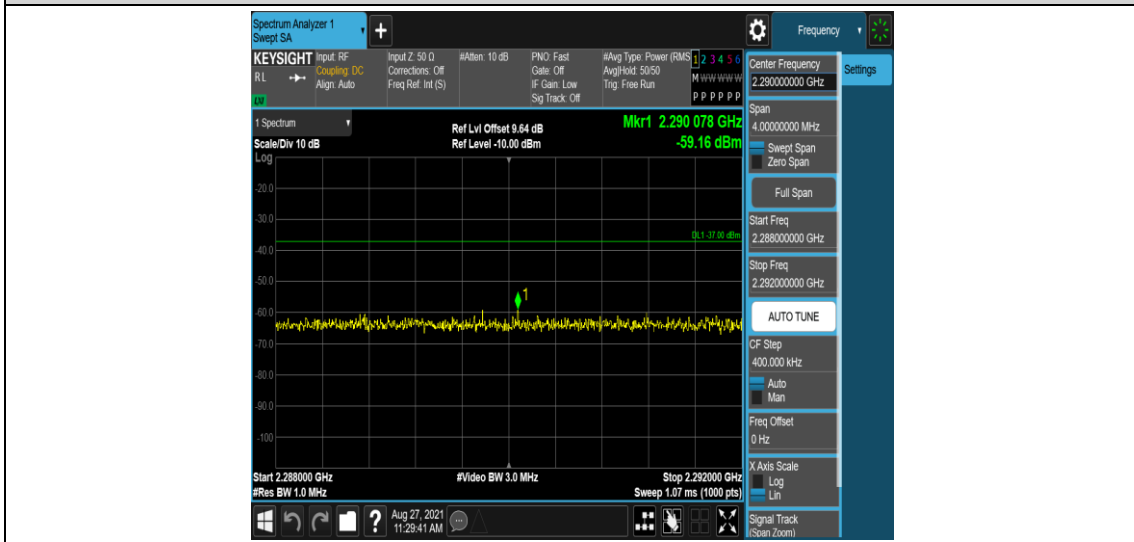 Spectrum Analyzer 1
Swept SA
+
Frequency
KEYSIGHT
RL
LXI
Input: RF
Coupling: DC
Align: Auto
Input Z: 50 Ω
Corrections: Off
Freq Ref: Int (S)
#Atten: 10 dB
PNO: Fast
Gate: Off
IF Gain: Low
Sig Track: Off
#Avg Type: Power (RMS
Avg|Hold: 50/50
Trig: Free Run
1 2 3 4 5 6
M W W W W W
P P P P P P
1 Spectrum
Scale/Div 10 dB
Log
Ref Lvl Offset 9.64 dB
Ref Level -10.00 dBm
Mkr1 2.290 078 GHz
-59.16 dBm
-20.0
-30.0
DL1 -37.00 dBm
-40.0
-50.0
1
-60.0
-70.0
-80.0
-90.0
-100
Start 2.288000 GHz
#Res BW 1.0 MHz
#Video BW 3.0 MHz
Stop 2.292000 GHz
Sweep 1.07 ms (1000 pts)
?
Aug 27, 2021
11:29:41 AM
Center Frequency
2.290000000 GHz
Settings
Span
4.00000000 MHz
Swept Span
Zero Span
Full Span
Start Freq
2.288000000 GHz
Stop Freq
2.292000000 GHz
AUTO TUNE
CF Step
400.000 kHz
Auto
Man
Freq Offset
0 Hz
X Axis Scale
Log
Lin
Signal Track
(Span Zoom)